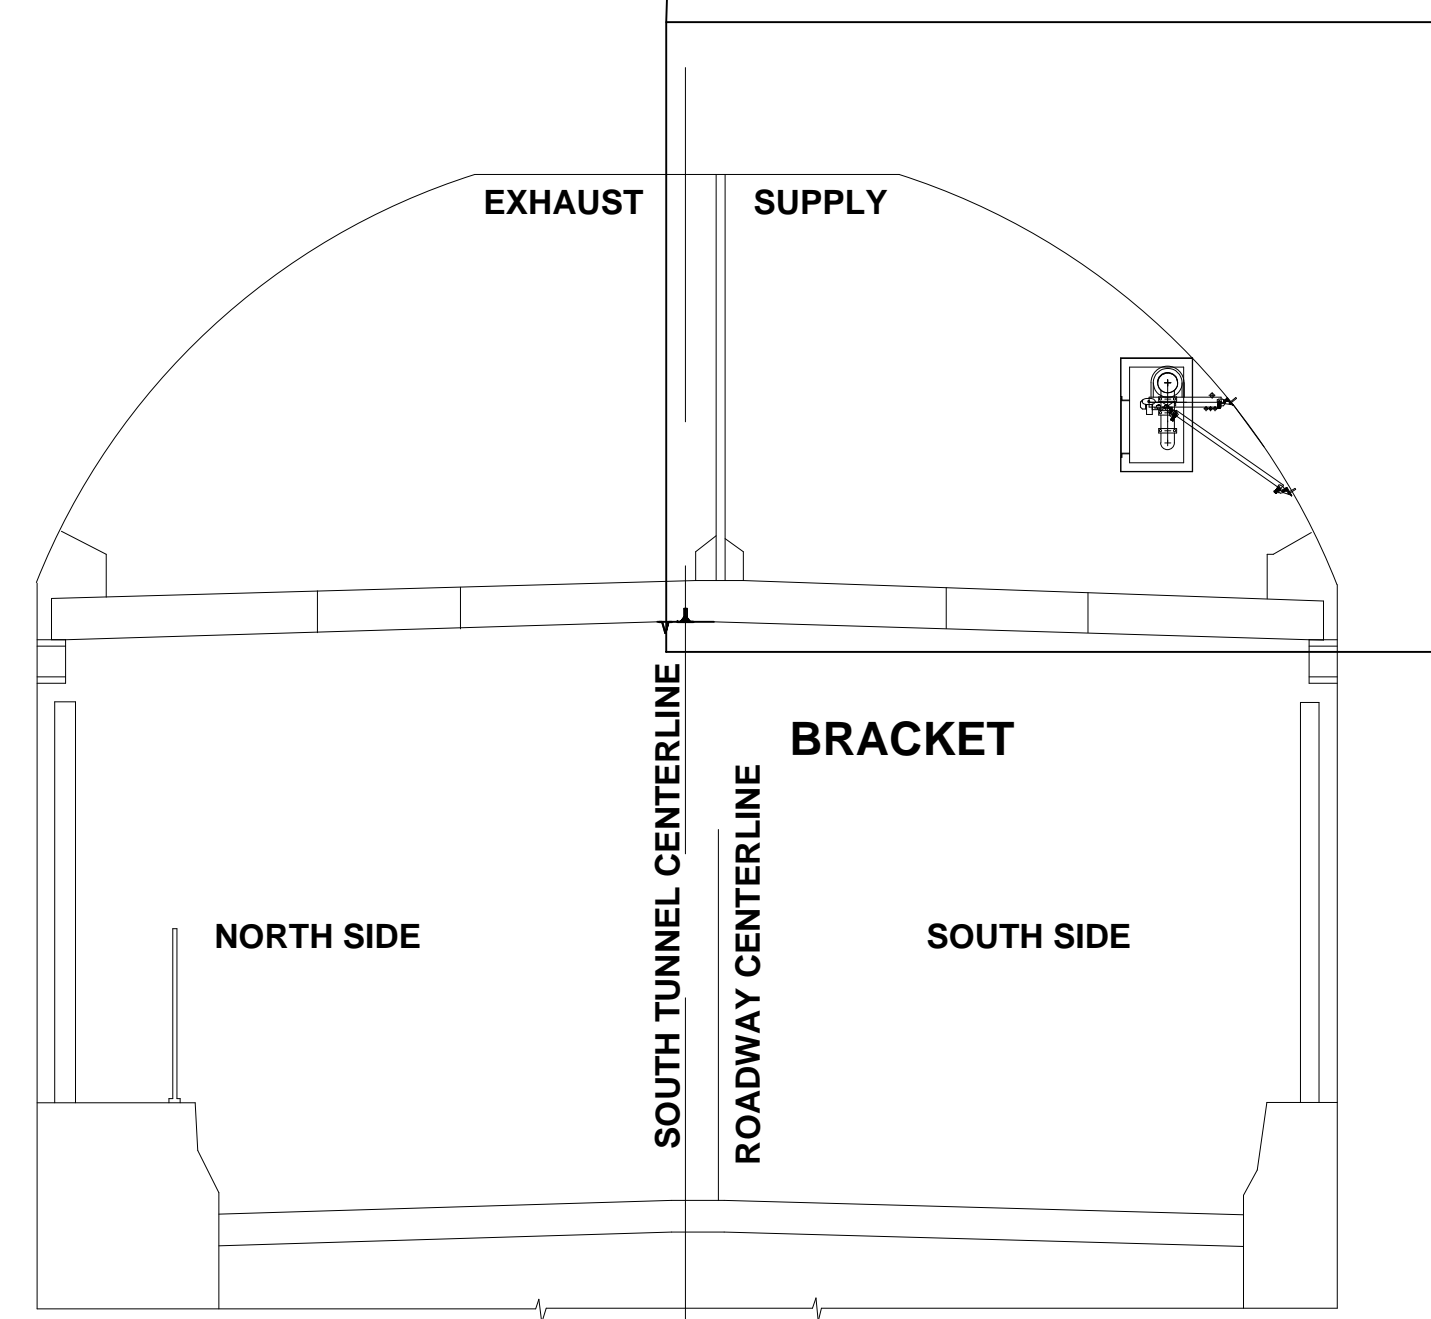 EXHAUST
SUPPLY
SOUTH TUNNEL CENTERLINE
BRACKET
ROADWAY CENTERLINE
NORTH SIDE
SOUTH SIDE